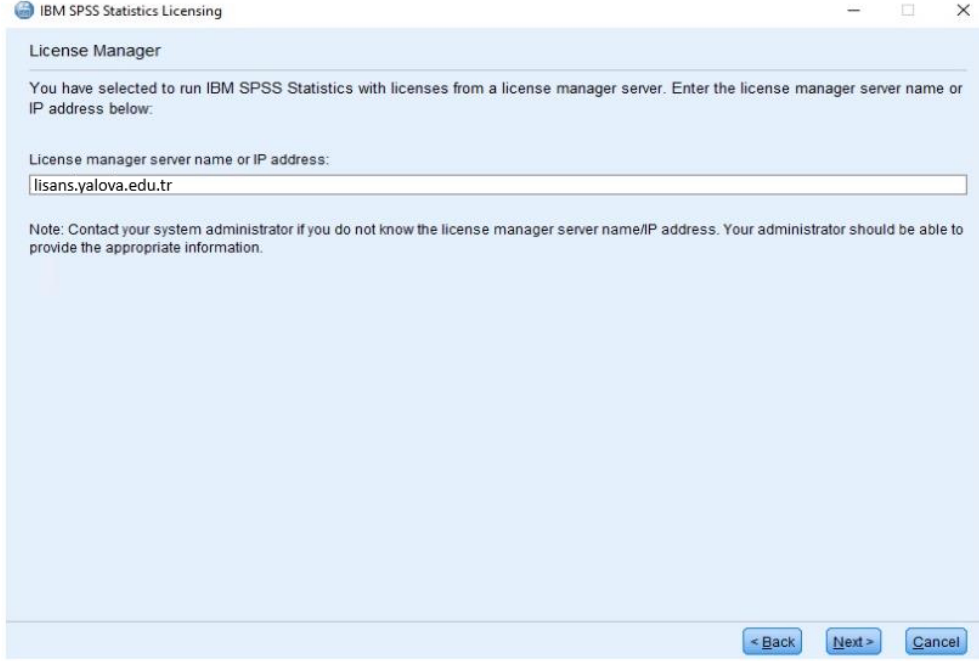 IBM SPSS Statistics Licensing
License Manager
You have selected to run IBM SPSS Statistics with licenses from a license manager server. Enter the license manager server name or
IP address below:
License manager server name or IP address:
lisans.yalova.edu.tr
Note: Contact your system administrator if you do not know the license manager server name/IP address. Your administrator should be able to
provide the appropriate information.
< Back Next > Cancel